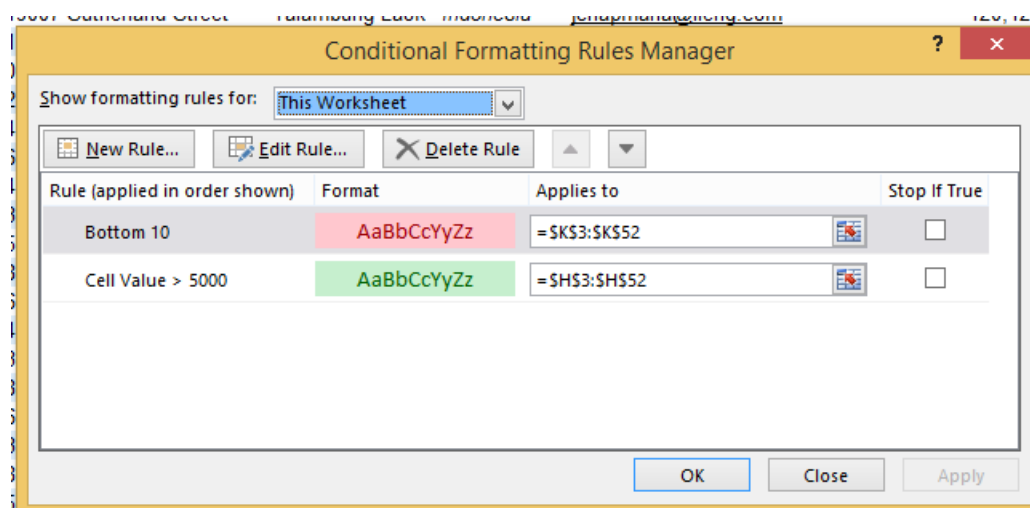 Conditional Formatting Rules Manager ? ×
Show formatting rules for: This Worksheet
New Rule... Edit Rule... Delete Rule
Rule (applied in order shown) Format Applies to Stop If True
Bottom 10 AaBbCcYyZz =$K$3:$K$52
Cell Value > 5000 AaBbCcYyZz =$H$3:$H$52
OK Close Apply